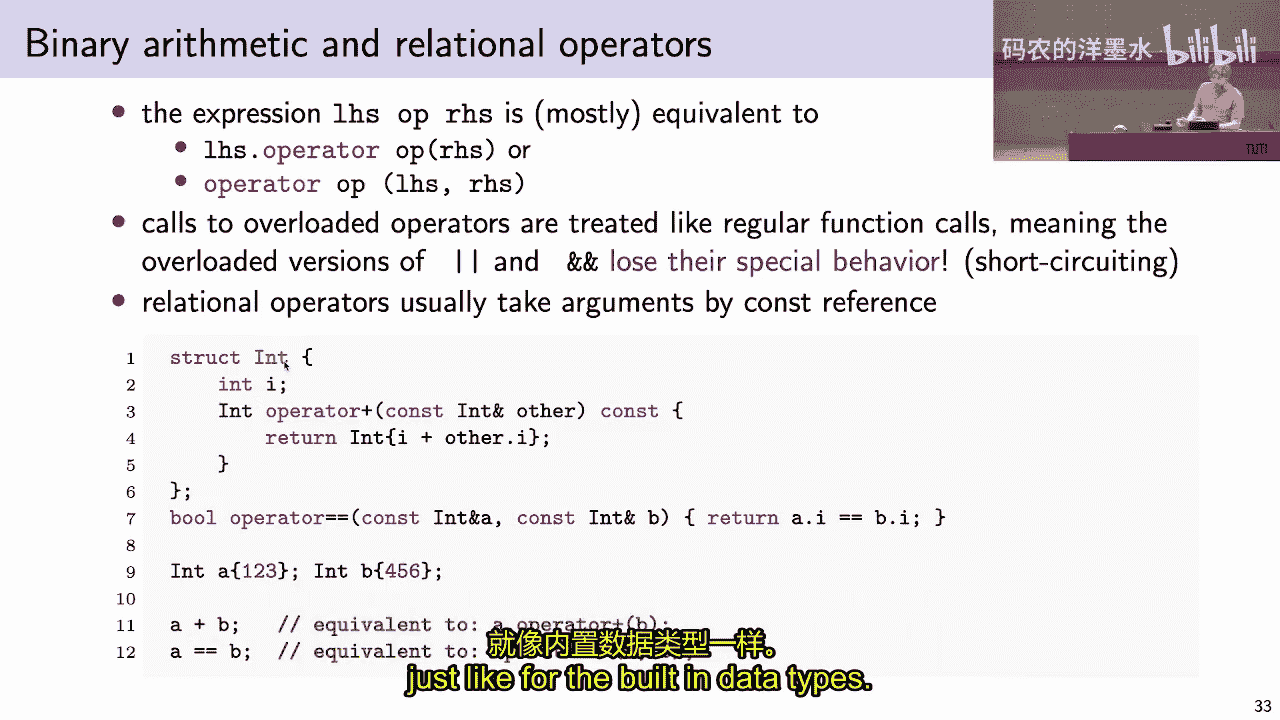 Binary arithmetic and relational operators
码农的洋墨水 bilibili
TUM
• the expression lhs op rhs is (mostly) equivalent to
• lhs.operator op(rhs) or
• operator op (lhs, rhs)
• calls to overloaded operators are treated like regular function calls, meaning the
overloaded versions of || and && lose their special behavior! (short-circuiting)
• relational operators usually take arguments by const reference
1 struct Int {
2 int i;
3 Int operator+(const Int& other) const {
4 return Int{i + other.i};
5 }
6 };
7 bool operator==(const Int&a, const Int& b) { return a.i == b.i; }
8
9 Int a{123}; Int b{456};
10
11 a + b; // equivalent to: a.operator+(b);
12 a == b; // equivalent to:
就像内置数据类型一样。
just like for the built in data types.
33